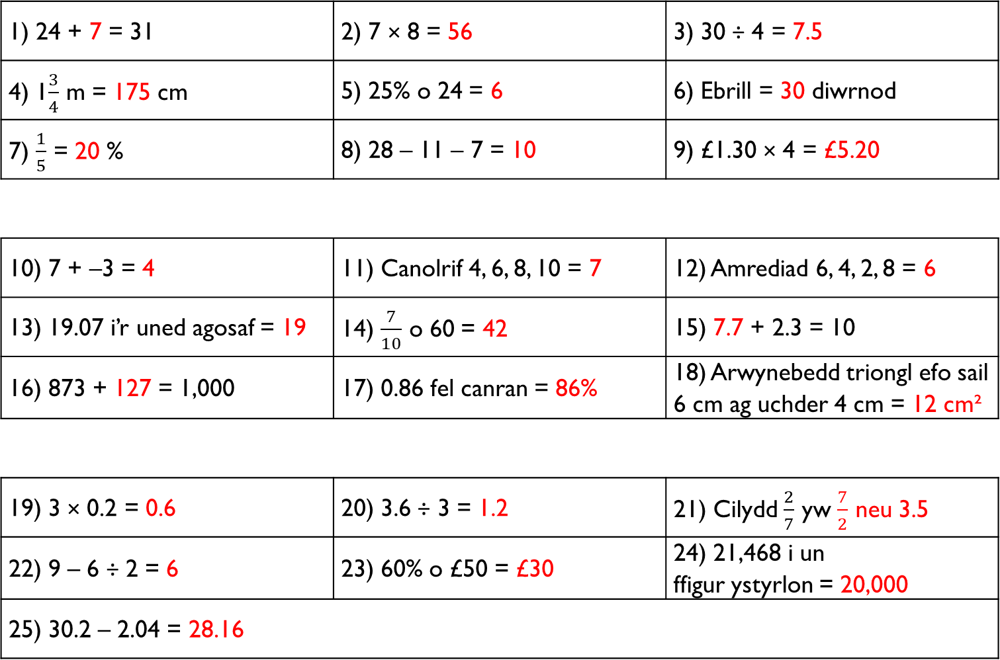 1) 24 + 7 = 31
2) 7 × 8 = 56
3) 30 ÷ 4 = 7.5
4) 1 3/4 m = 175 cm
5) 25% o 24 = 6
6) Ebrill = 30 diwrnod
7) 1/5 = 20 %
8) 28 – 11 – 7 = 10
9) £1.30 × 4 = £5.20
10) 7 + –3 = 4
11) Canolrif 4, 6, 8, 10 = 7
12) Amrediad 6, 4, 2, 8 = 6
13) 19.07 i’r uned agosaf = 19
14) 7/10 o 60 = 42
15) 7.7 + 2.3 = 10
16) 873 + 127 = 1,000
17) 0.86 fel canran = 86%
18) Arwynebedd triongl efo sail
6 cm ag uchder 4 cm = 12 cm²
19) 3 × 0.2 = 0.6
20) 3.6 ÷ 3 = 1.2
21) Cilydd 2/7 yw 7/2 neu 3.5
22) 9 – 6 ÷ 2 = 6
23) 60% o £50 = £30
24) 21,468 i un
ffigur ystyrlon = 20,000
25) 30.2 – 2.04 = 28.16